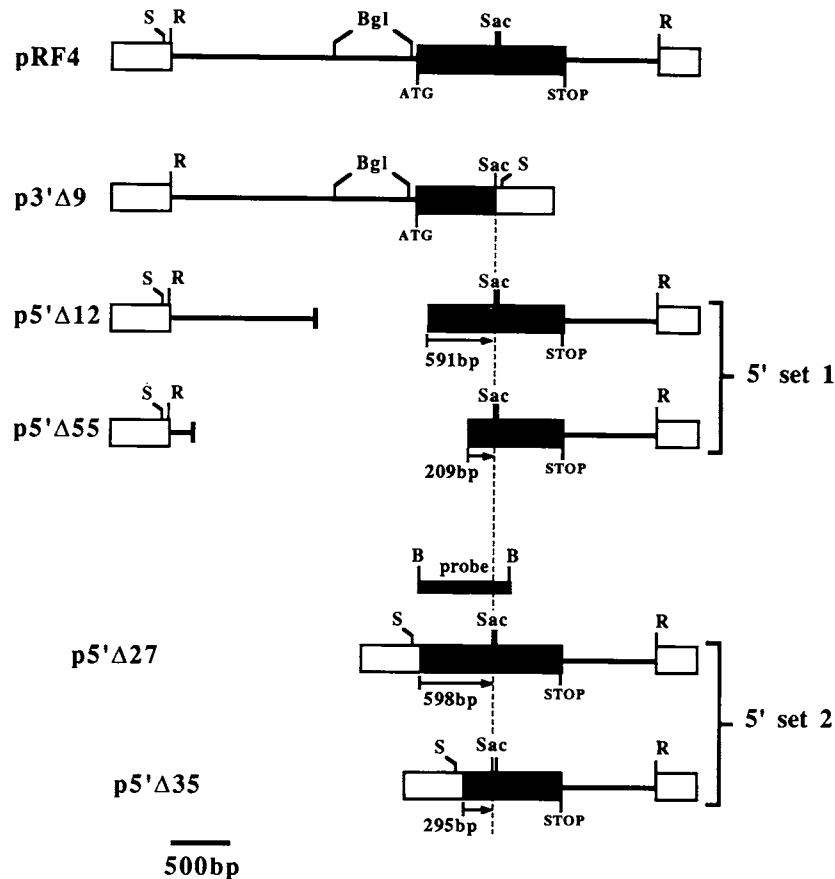 S R Bgl Sac R
pRF4
ATG STOP
R Bgl Sac S
p3'Δ9
ATG
S R Sac R
p5'Δ12
591bp STOP
5' set 1
S R Sac R
p5'Δ55
209bp STOP
B probe B
S Sac R
p5'Δ27
598bp STOP
5' set 2
S Sac R
p5'Δ35
295bp STOP
500bp